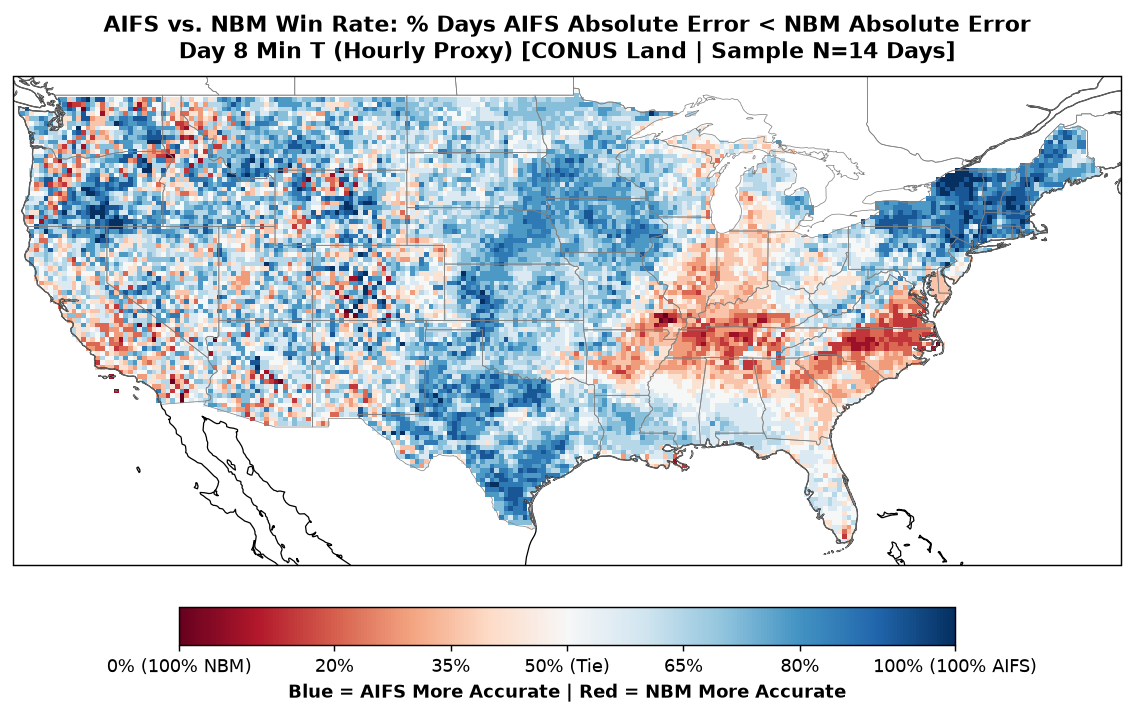 AIFS vs. NBM Win Rate: % Days AIFS Absolute Error < NBM Absolute Error
Day 8 Min T (Hourly Proxy) [CONUS Land | Sample N=14 Days]
0% (100% NBM) 20% 35% 50% (Tie) 65% 80% 100% (100% AIFS)
Blue = AIFS More Accurate | Red = NBM More Accurate